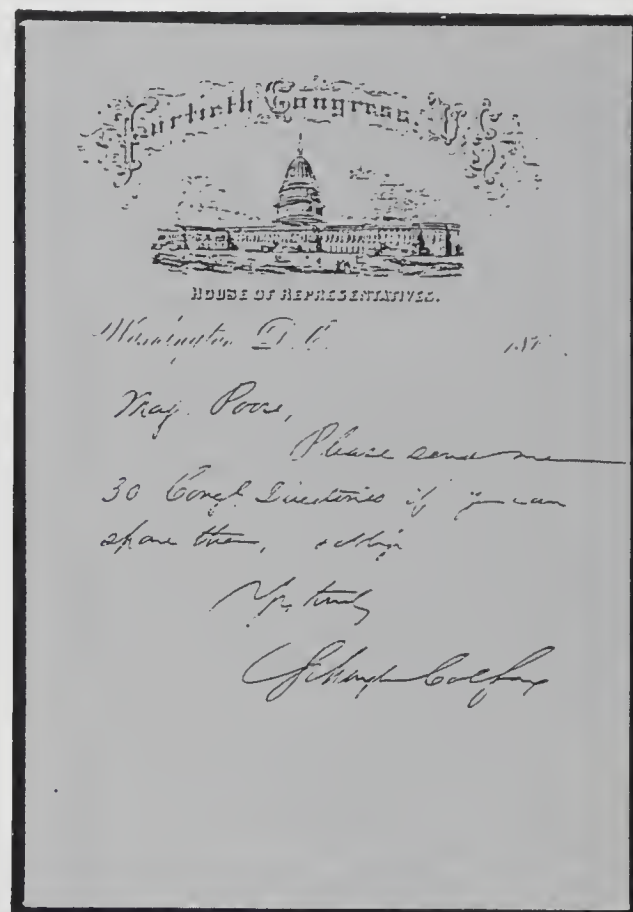 Fortieth Congress, U S
HOUSE OF REPRESENTATIVES.
Washington D. C. 18
Maj. Poore,
Please send me
30 Congl Directories if you can
spare them, & oblige
Yrs truly
Schuyler Colfax